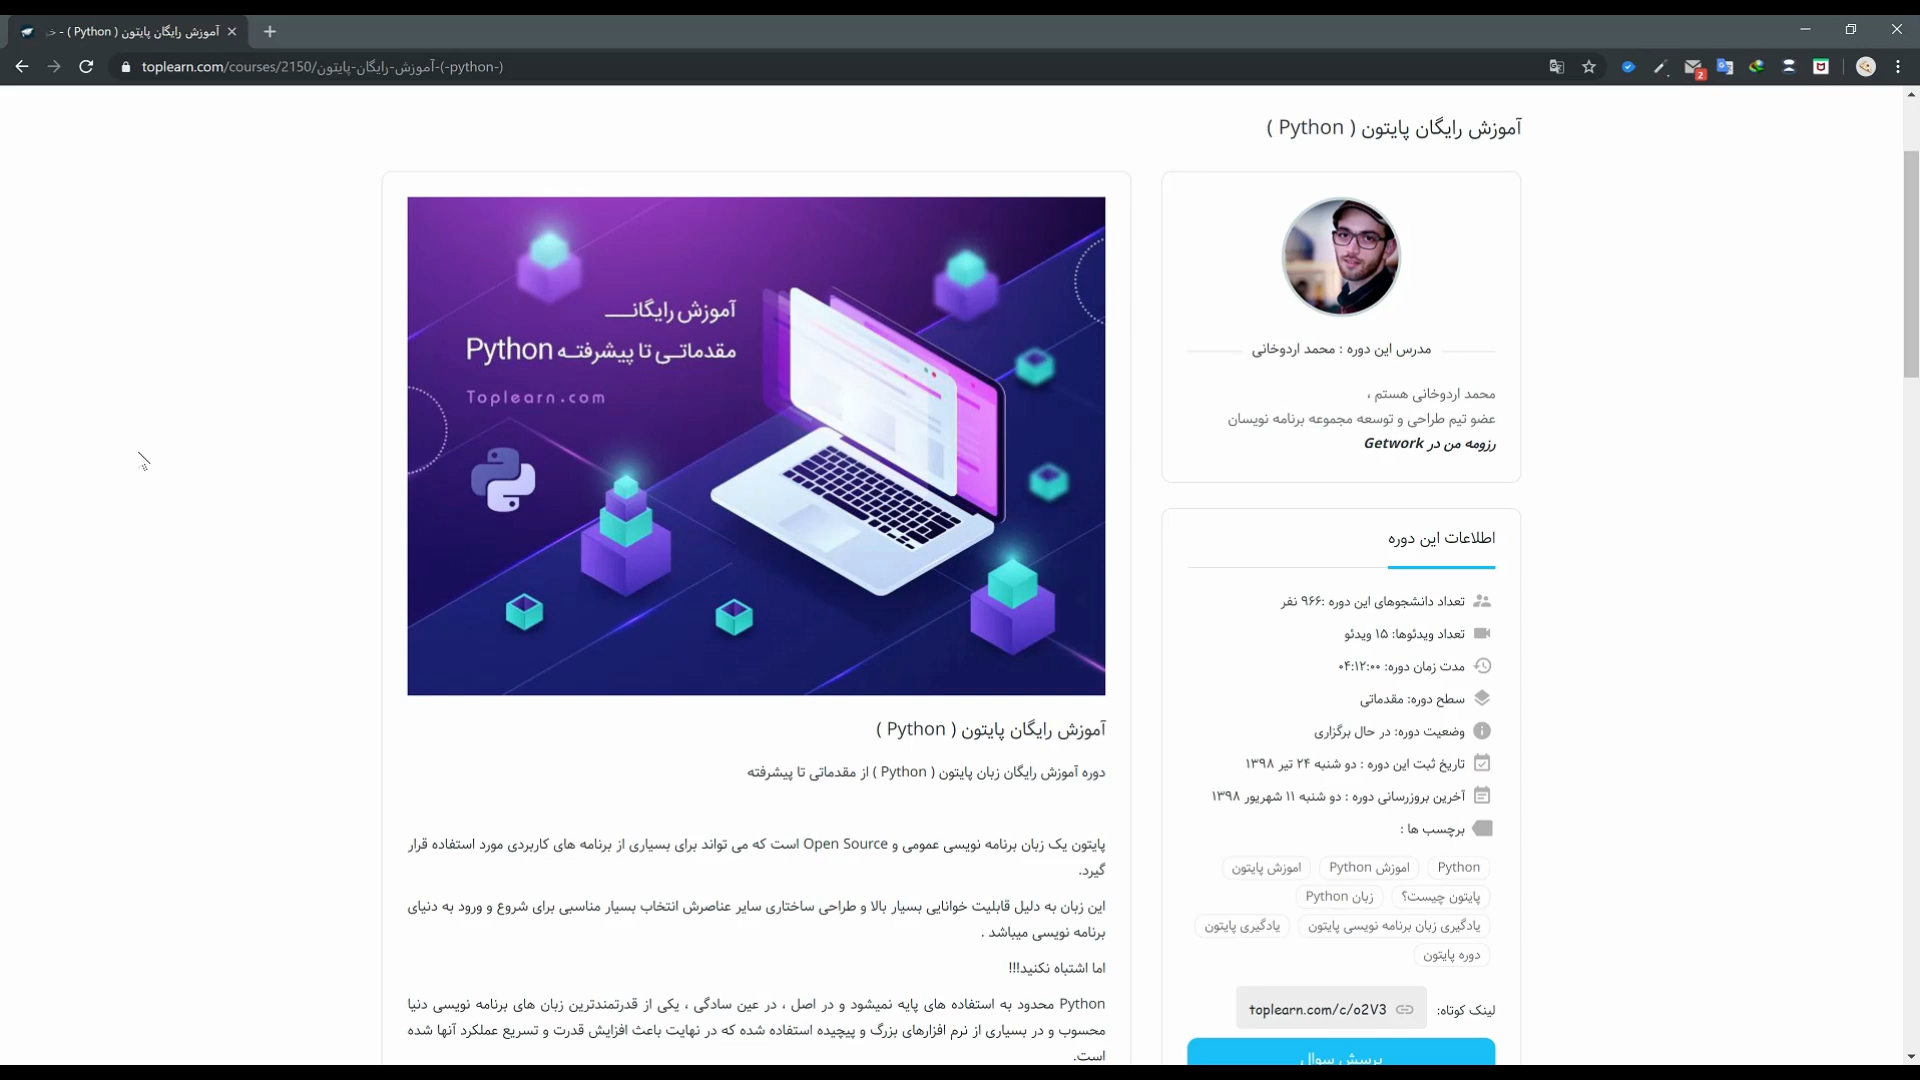 آموزش رایگان پایتون ( Python ) - خر
toplearn.com/courses/2150/آموزش-رایگان-پایتون-(-python-)
2
آموزش رایگان پایتون ( Python )
آموزش رایگانـــ
مقدماتـی تا پیشرفتـه Python
Toplearn.com
آموزش رایگان پایتون ( Python )
دوره آموزش رایگان زبان پایتون ( Python ) از مقدماتی تا پیشرفته
پایتون یک زبان برنامه نویسی عمومی و Open Source است که می تواند برای بسیاری از برنامه های کاربردی مورد استفاده قرار
گیرد.
این زبان به دلیل قابلیت خوانایی بسیار بالا و طراحی ساختاری سایر عناصرش انتخاب بسیار مناسبی برای شروع و ورود به دنیای
برنامه نویسی میباشد .
اما اشتباه نکنید!!!
Python محدود به استفاده های پایه نمیشود و در اصل ، در عین سادگی ، یکی از قدرتمندترین زبان های برنامه نویسی دنیا
محسوب و در بسیاری از نرم افزارهای بزرگ و پیچیده استفاده شده که در نهایت باعث افزایش قدرت و تسریع عملکرد آنها شده
است.
مدرس این دوره : محمد اردوخانی
محمد اردوخانی هستم ،
عضو تیم طراحی و توسعه مجموعه برنامه نویسان
رزومه من در Getwork
اطلاعات این دوره
تعداد دانشجوهای این دوره :۹۶۶ نفر
تعداد ویدئوها: ۱۵ ویدئو
مدت زمان دوره: ۰۴:۱۲:۰۰
سطح دوره: مقدماتی
وضعیت دوره: در حال برگزاری
تاریخ ثبت این دوره : دو شنبه ۲۴ تیر ۱۳۹۸
آخرین بروزرسانی دوره : دو شنبه ۱۱ شهریور ۱۳۹۸
برچسب ها :
Python اموزش Python اموزش پایتون
پایتون چیست؟ زبان Python
یادگیری زبان برنامه نویسی پایتون یادگیری پایتون
دوره پایتون
لینک کوتاه: toplearn.com/c/o2V3
پرسش سوال